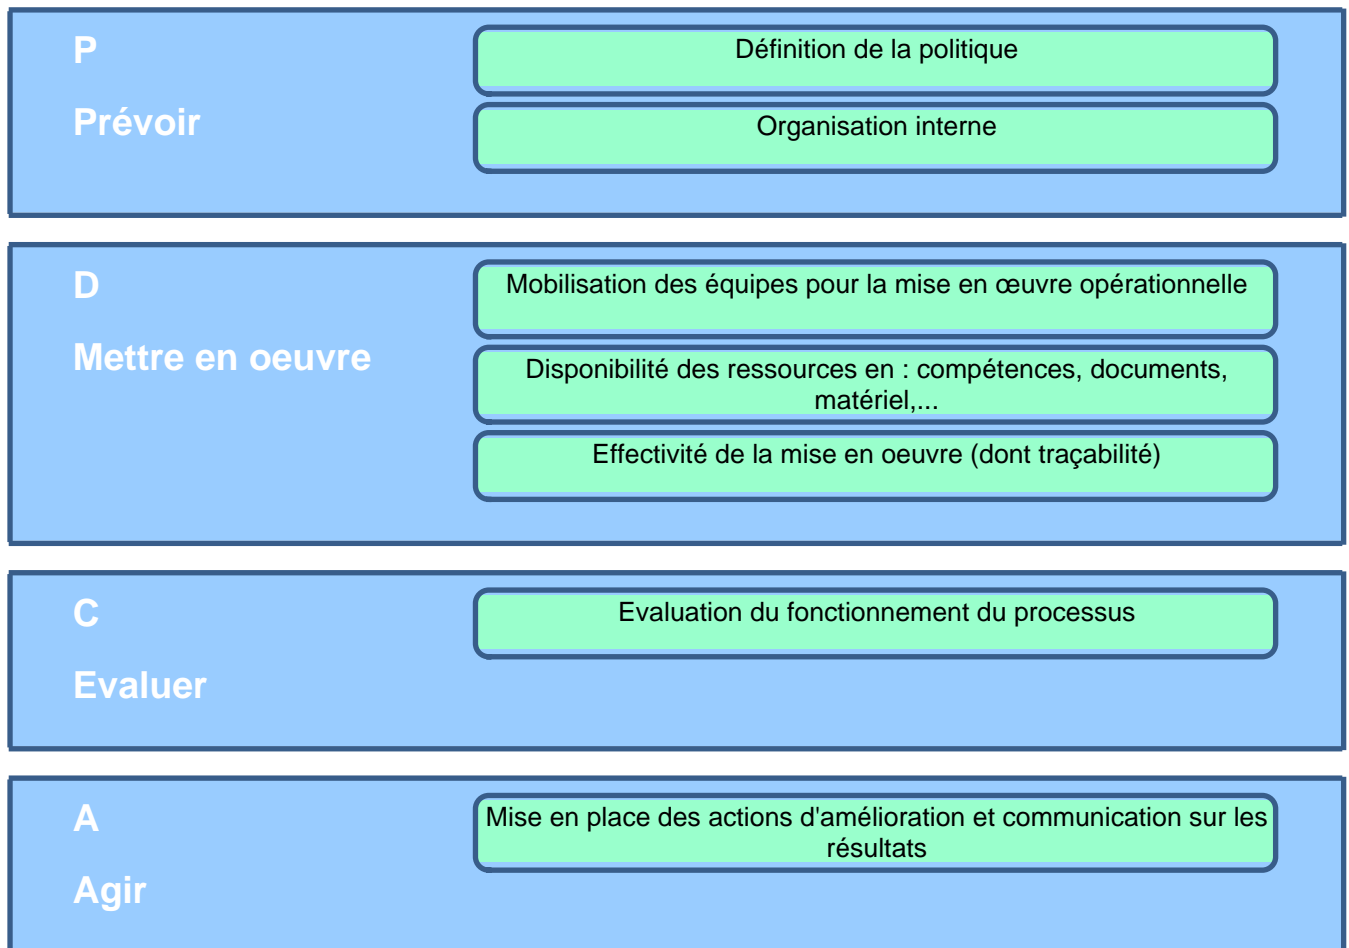 P
Prévoir
Définition de la politique
Organisation interne
D
Mettre en oeuvre
Mobilisation des équipes pour la mise en œuvre opérationnelle
Disponibilité des ressources en : compétences, documents,
matériel,...
Effectivité de la mise en oeuvre (dont traçabilité)
C
Evaluer
Evaluation du fonctionnement du processus
A
Agir
Mise en place des actions d'amélioration et communication sur les
résultats